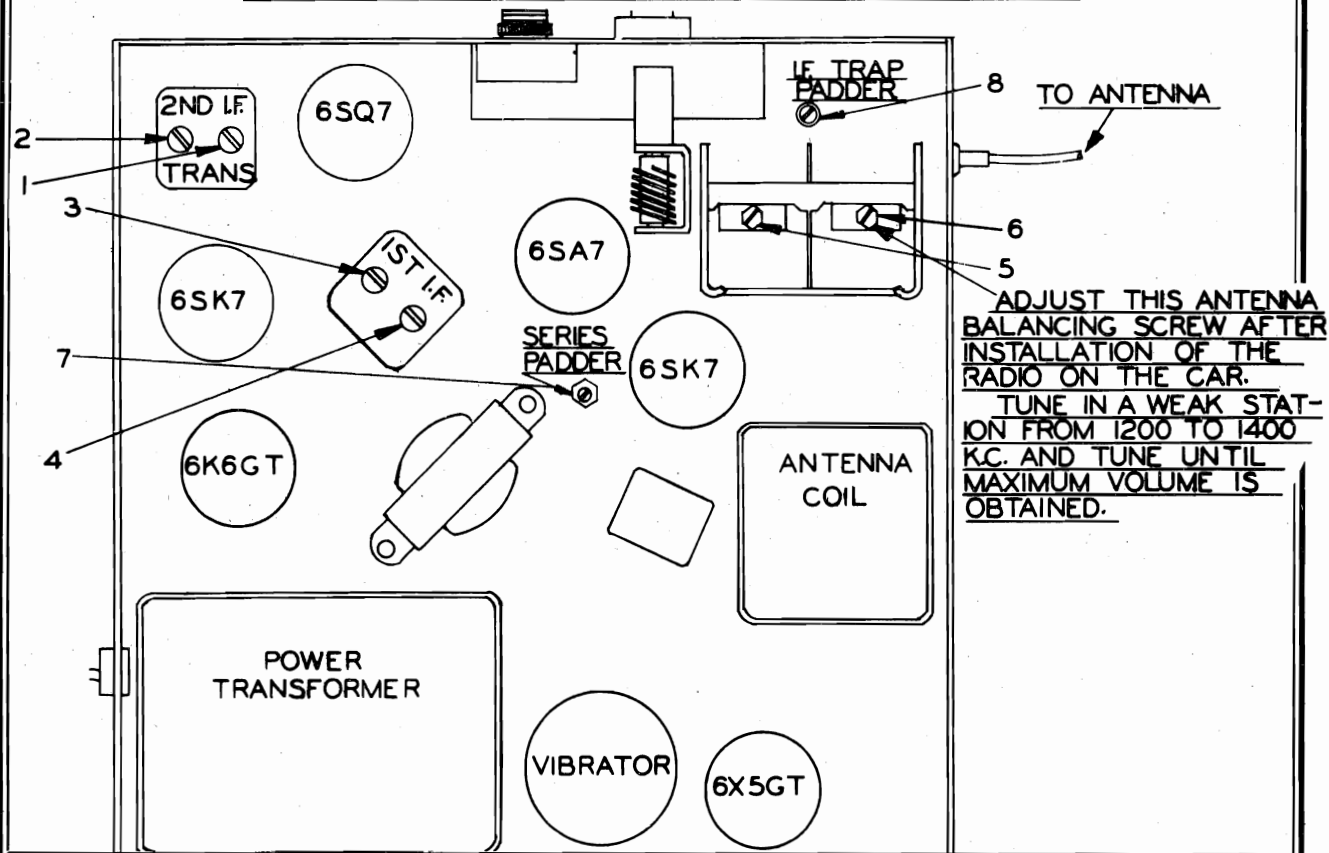 I.F. TRAP
PADDER
8
TO ANTENNA
2ND I.F.
TRANS
6SQ7
2
1
3
6
5
6SA7
1ST I.F.
6SK7
ADJUST THIS ANTENNA
BALANCING SCREW AFTER
INSTALLATION OF THE
RADIO ON THE CAR.
TUNE IN A WEAK STAT-
ION FROM 1200 TO 1400
K.C. AND TUNE UNTIL
MAXIMUM VOLUME IS
OBTAINED.
SERIES
PADDER
7
6SK7
4
6K6GT
ANTENNA
COIL
POWER
TRANSFORMER
VIBRATOR
6X5GT